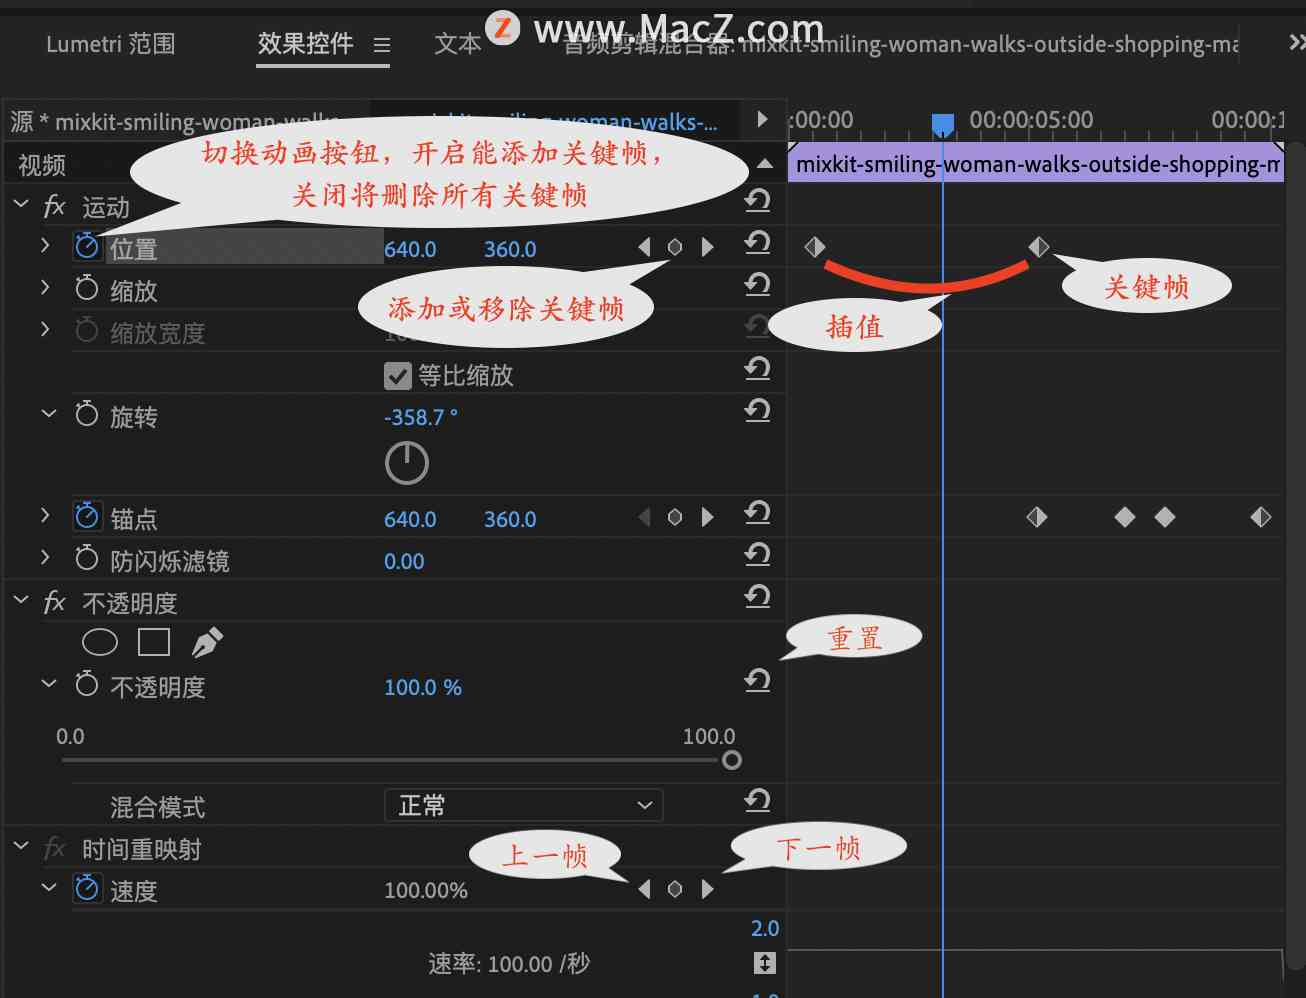 www.MacZ.com
Lumetri 范围
效果控件
文本
音频剪辑混合器: mixkit-smiling-woman-walks-outside-shopping-ma
源 * mixkit-smiling-woman-walks
mixkit-smiling-woman-walks-...
:00:00
00:00:05:00
00:00:1
切换动画按钮，开启能添加关键帧，
关闭将删除所有关键帧
视频
mixkit-smiling-woman-walks-outside-shopping-m
fx 运动
位置
640.0
360.0
关键帧
缩放
添加或移除关键帧
插值
缩放宽度
等比缩放
旋转
-358.7 °
锚点
640.0
360.0
防闪烁滤镜
0.00
fx 不透明度
重置
不透明度
100.0 %
0.0
100.0
混合模式
正常
fx 时间重映射
上一帧
下一帧
速度
100.00%
2.0
速率: 100.00 /秒